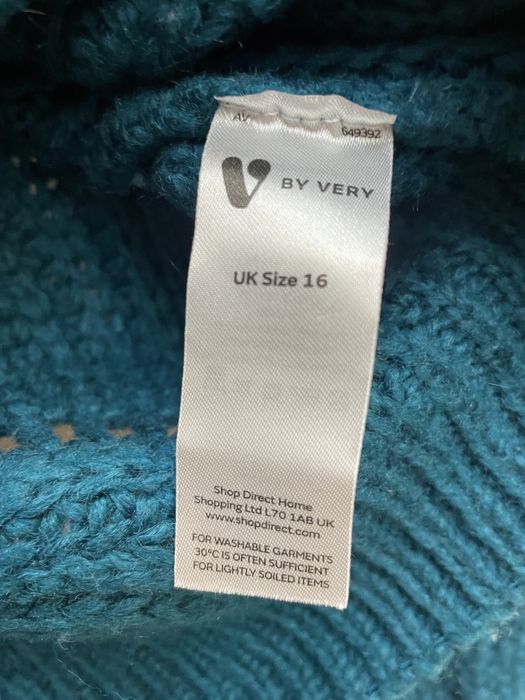 AV 649392
V BY VERY
UK Size 16
Shop Direct Home
Shopping Ltd L70 1AB UK
www.shopdirect.com
FOR WASHABLE GARMENTS
30°C IS OFTEN SUFFICIENT
FOR LIGHTLY SOILED ITEMS